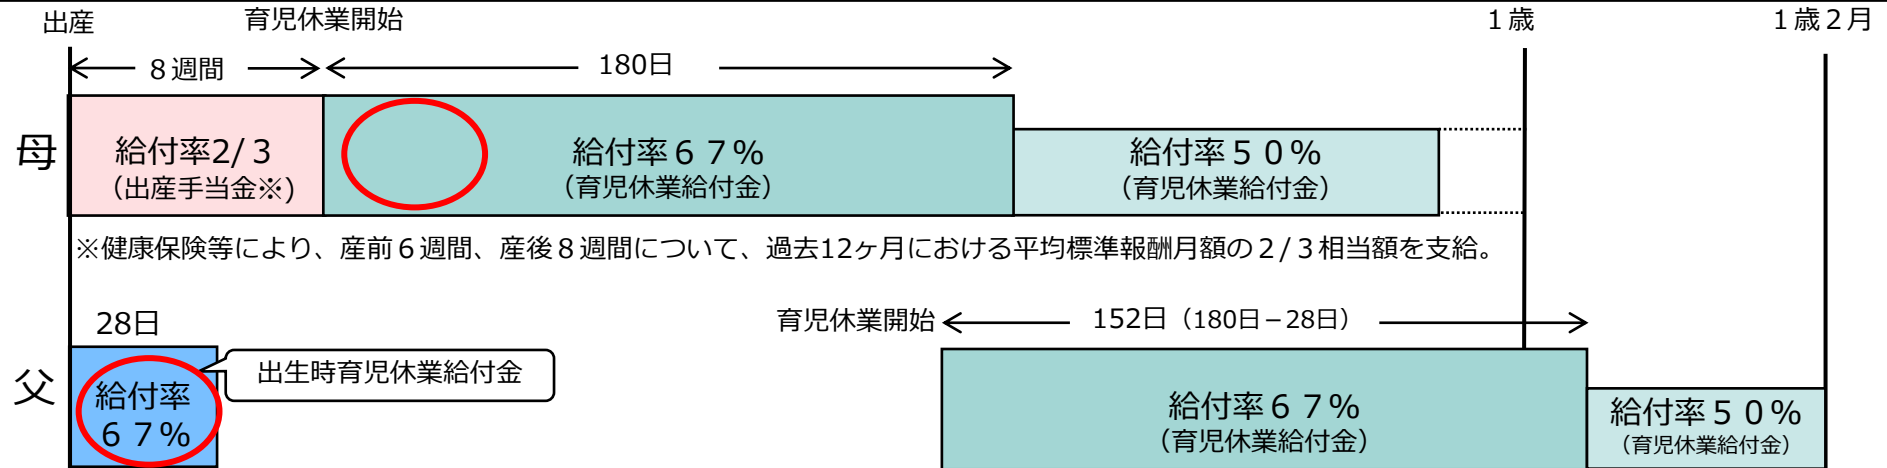 出産
育児休業開始
１歳
１歳２月
８週間
180日
母
給付率2/３
（出産手当金※)
給付率６７%
（育児休業給付金）
給付率５０%
（育児休業給付金）
※健康保険等により、産前６週間、産後８週間について、過去12ヶ月における平均標準報酬月額の２/３相当額を支給。
28日
育児休業開始
152日（180日－28日）
父
給付率
６７%
出生時育児休業給付金
給付率６７%
（育児休業給付金）
給付率５０%
（育児休業給付金）